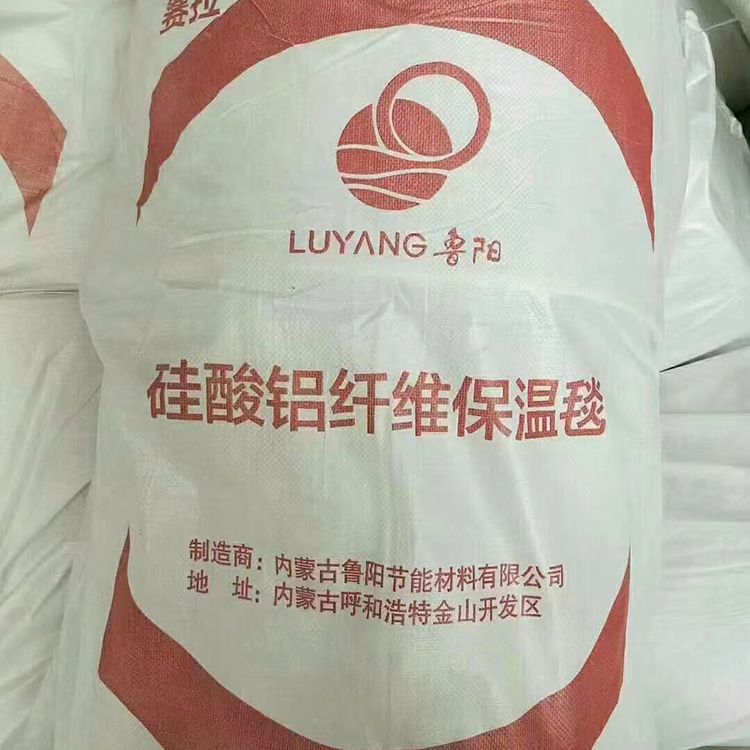 赛拉
LUYANG 鲁阳
硅酸铝纤维保温毯
制造商：内蒙古鲁阳节能材料有限公司
地 址：内蒙古呼和浩特金山开发区